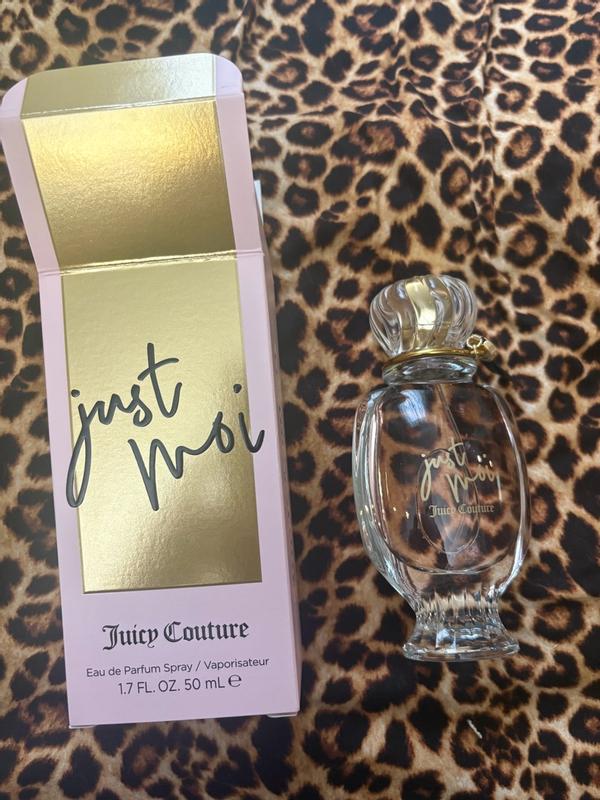 just
moi
Juicy Couture
Eau de Parfum Spray / Vaporisateur
1.7 FL. OZ. 50 mL ℮
just
moi
Juicy Couture